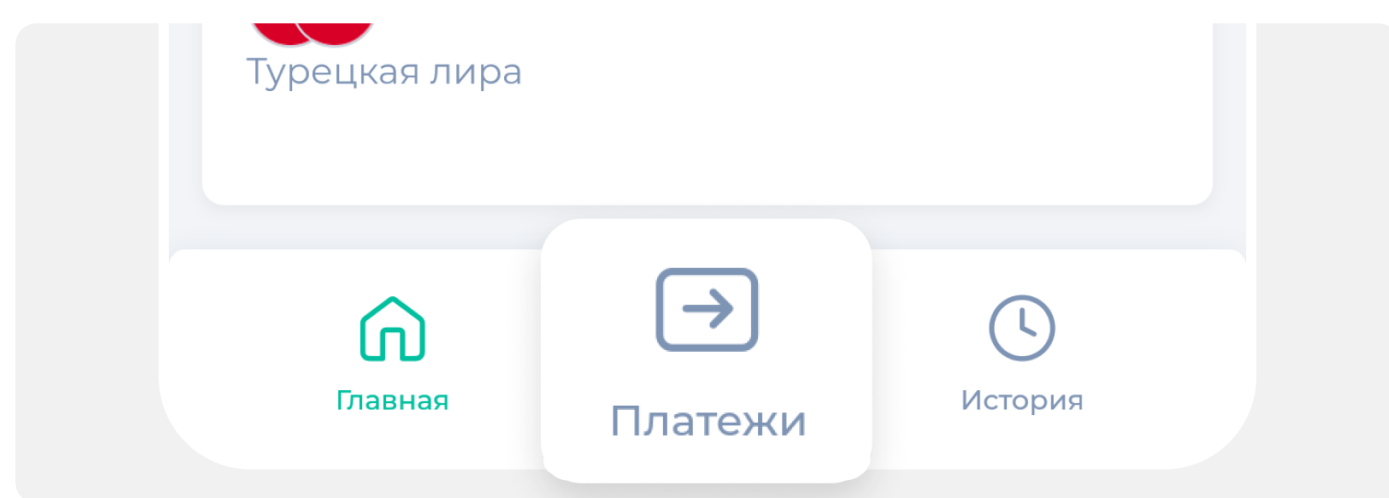 Турецкая лира
Главная
Платежи
История